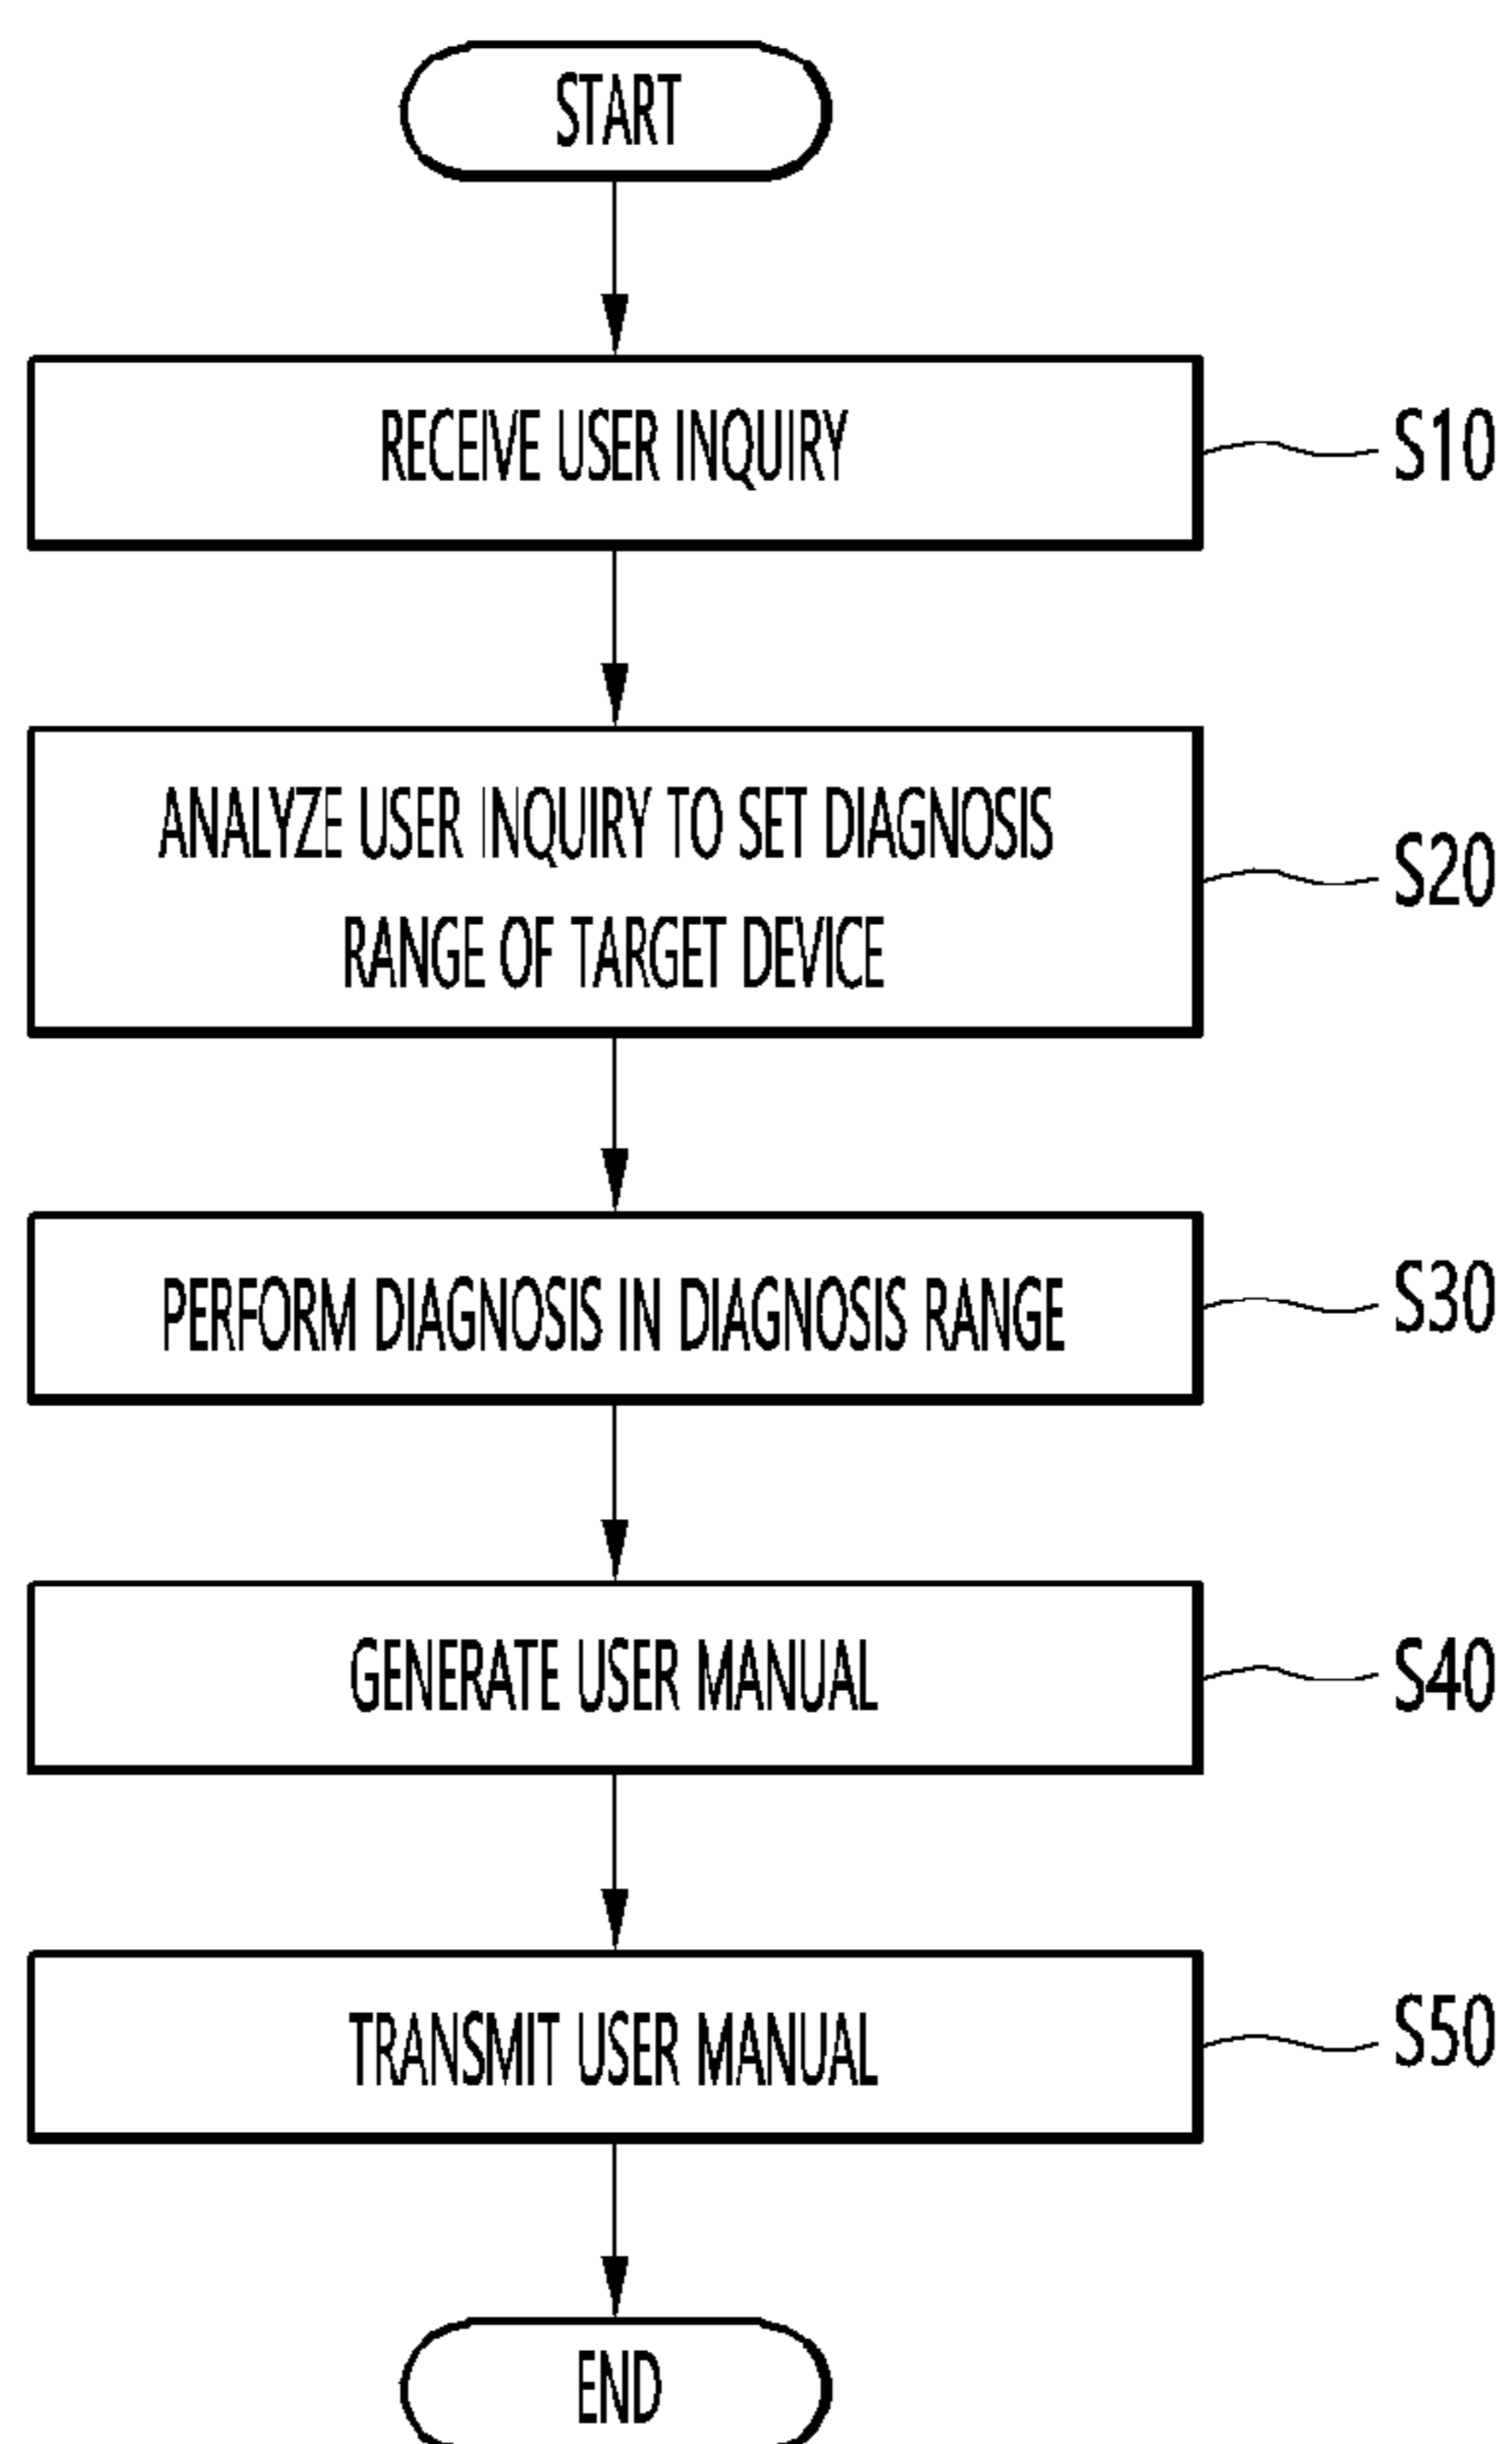 START
RECEIVE USER INQUIRY
S10
ANALYZE USER INQUIRY TO SET DIAGNOSIS
RANGE OF TARGET DEVICE
S20
PERFORM DIAGNOSIS IN DIAGNOSIS RANGE
S30
GENERATE USER MANUAL
S40
TRANSMIT USER MANUAL
S50
END